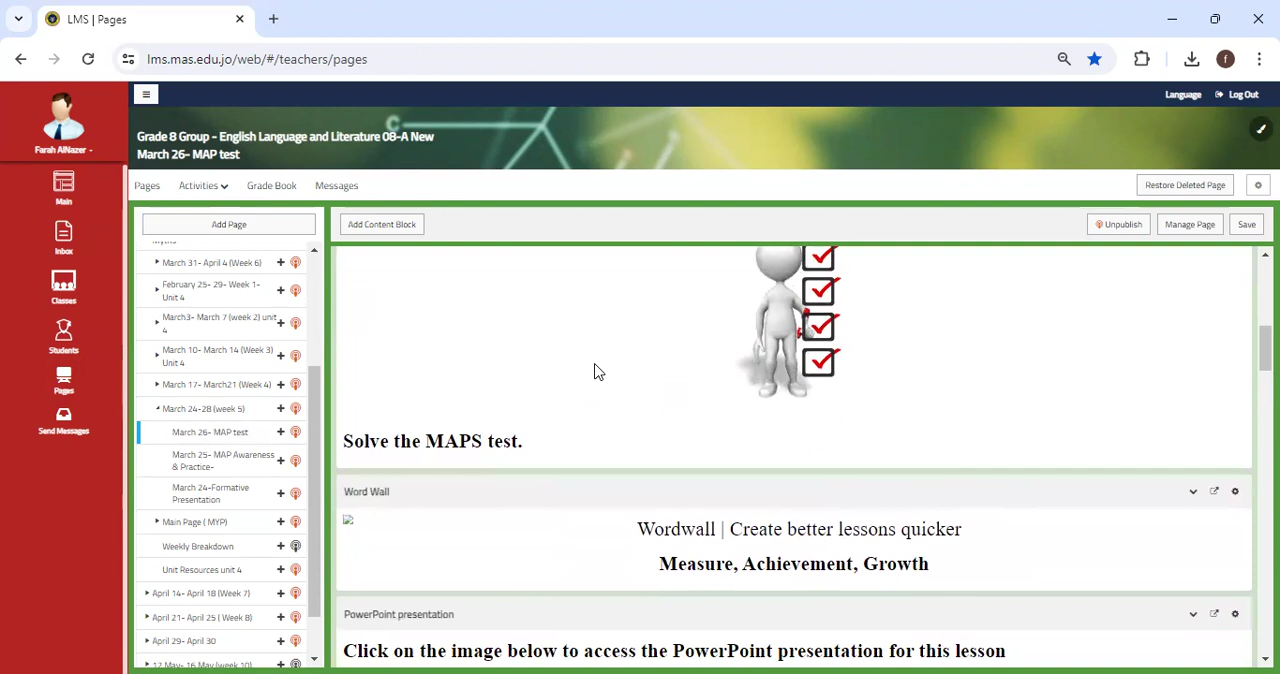 LMS | Pages
lms.mas.edu.jo/web/#/teachers/pages
f
Language
Log Out
Farah AlNazer
Grade 8 Group - English Language and Literature 08-A New
March 26- MAP test
Pages
Activities
Grade Book
Messages
Restore Deleted Page
Main
Inbox
Classes
Students
Pages
Send Messages
Add Page
Add Content Block
Unpublish
Manage Page
Save
Myths
March 31- April 4 (Week 6)
February 25- 29- Week 1-
Unit 4
March3- March 7 (week 2) unit
4
March 10- March 14 (Week 3)
Unit 4
March 17- March21 (Week 4)
March 24-28 (week 5)
March 26- MAP test
March 25- MAP Awareness
& Practice-
March 24-Formative
Presentation
Main Page ( MYP)
Weekly Breakdown
Unit Resources unit 4
April 14- April 18 (Week 7)
April 21- April 25 ( Week 8)
April 29- April 30
12 May- 16 May (week 10)
Solve the MAPS test.
Word Wall
Wordwall | Create better lessons quicker
Measure, Achievement, Growth
PowerPoint presentation
Click on the image below to access the PowerPoint presentation for this lesson